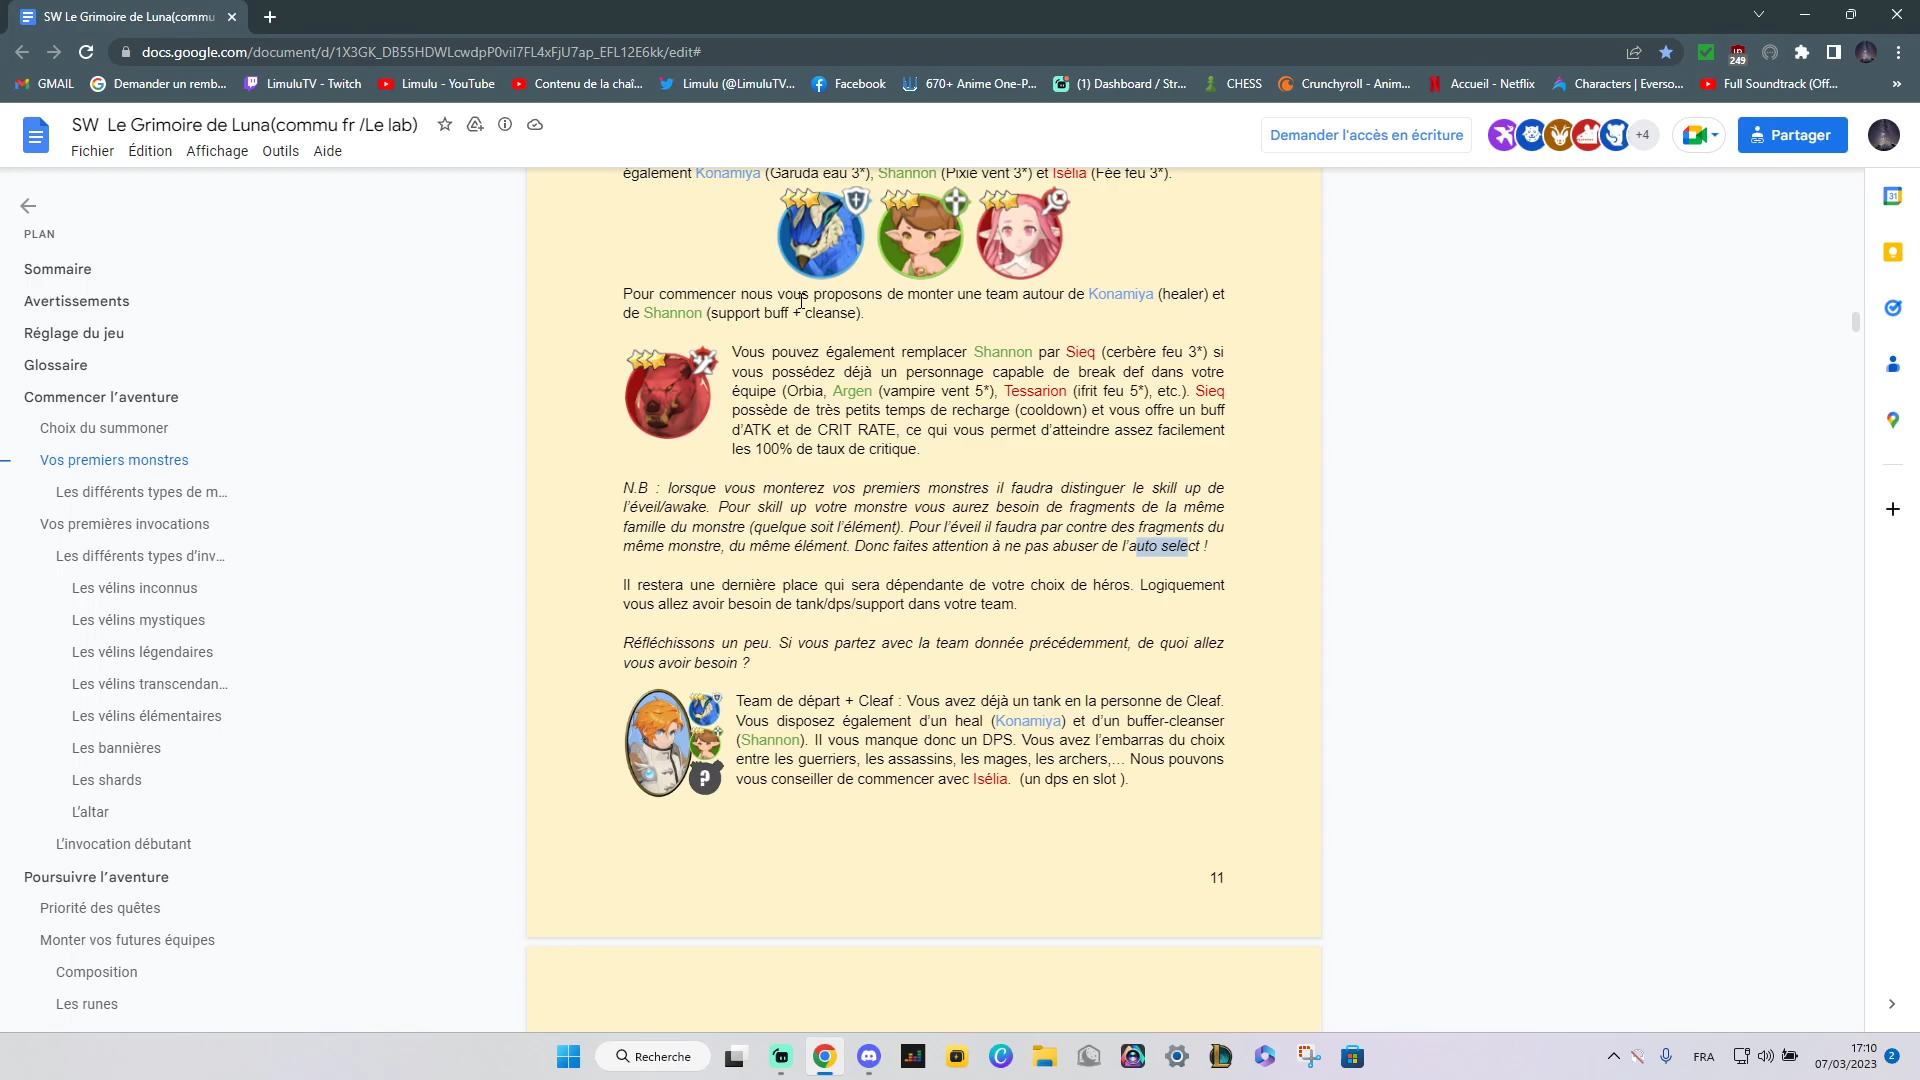 SW Le Grimoire de Luna(commu
docs.google.com/document/d/1X3GK_DB55HDWLcwdpP0vil7FL4xFjU7ap_EFL12E6kk/edit#
249
GMAIL
Demander un remb...
LimuluTV - Twitch
Limulu - YouTube
Contenu de la chaî...
Limulu (@LimuluTV...
Facebook
670+ Anime One-P...
(1) Dashboard / Str...
CHESS
Crunchyroll - Anim...
Accueil - Netflix
Characters | Everso...
Full Soundtrack (Off...
»
SW Le Grimoire de Luna(commu fr /Le lab)
Fichier Édition Affichage Outils Aide
Demander l'accès en écriture
+4
Partager
PLAN
Sommaire
Avertissements
Réglage du jeu
Glossaire
Commencer l'aventure
Choix du summoner
Vos premiers monstres
Les différents types de m...
Vos premières invocations
Les différents types d'inv...
Les vélins inconnus
Les vélins mystiques
Les vélins légendaires
Les vélins transcendan...
Les vélins élémentaires
Les bannières
Les shards
L'altar
L'invocation débutant
Poursuivre l'aventure
Priorité des quêtes
Monter vos futures équipes
Composition
Les runes
également Konamiya (Garuda eau 3*), Shannon (Pixie vent 3*) et Isélia (Fée feu 3*).
Pour commencer nous vous proposons de monter une team autour de Konamiya (healer) et
de Shannon (support buff + cleanse).
Vous pouvez également remplacer Shannon par Sieq (cerbère feu 3*) si
vous possédez déjà un personnage capable de break def dans votre
équipe (Orbia, Argen (vampire vent 5*), Tessarion (ifrit feu 5*), etc.). Sieq
possède de très petits temps de recharge (cooldown) et vous offre un buff
d'ATK et de CRIT RATE, ce qui vous permet d'atteindre assez facilement
les 100% de taux de critique.
N.B : lorsque vous monterez vos premiers monstres il faudra distinguer le skill up de
l'éveil/awake. Pour skill up votre monstre vous aurez besoin de fragments de la même
famille du monstre (quelque soit l'élément). Pour l'éveil il faudra par contre des fragments du
même monstre, du même élément. Donc faites attention à ne pas abuser de l'auto select !
Il restera une dernière place qui sera dépendante de votre choix de héros. Logiquement
vous allez avoir besoin de tank/dps/support dans votre team.
Réfléchissons un peu. Si vous partez avec la team donnée précédemment, de quoi allez
vous avoir besoin ?
Team de départ + Cleaf : Vous avez déjà un tank en la personne de Cleaf.
Vous disposez également d'un heal (Konamiya) et d'un buffer-cleanser
(Shannon). Il vous manque donc un DPS. Vous avez l'embarras du choix
entre les guerriers, les assassins, les mages, les archers,... Nous pouvons
vous conseiller de commencer avec Isélia. (un dps en slot ).
?
11
31
Recherche
FRA
17:10
07/03/2023
2